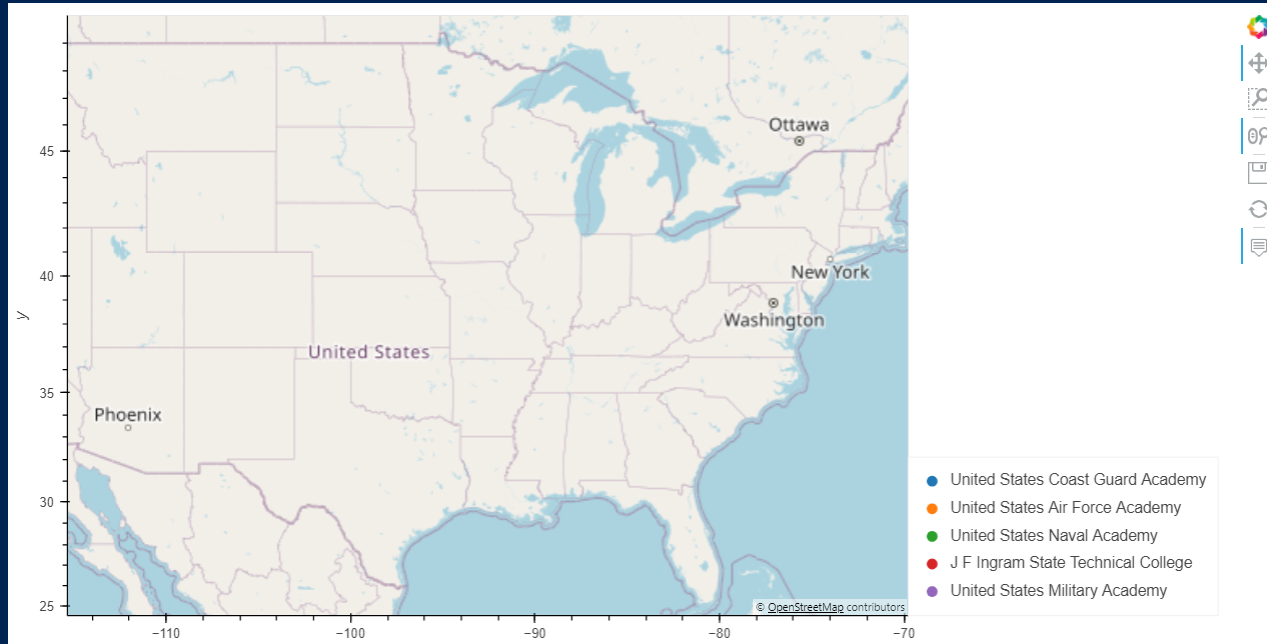 Ottawa
45
New York
40
y
Washington
United States
35
Phoenix
30
United States Coast Guard Academy
United States Air Force Academy
United States Naval Academy
J F Ingram State Technical College
United States Military Academy
25
© OpenStreetMap contributors
−110
−100
−90
−80
−70